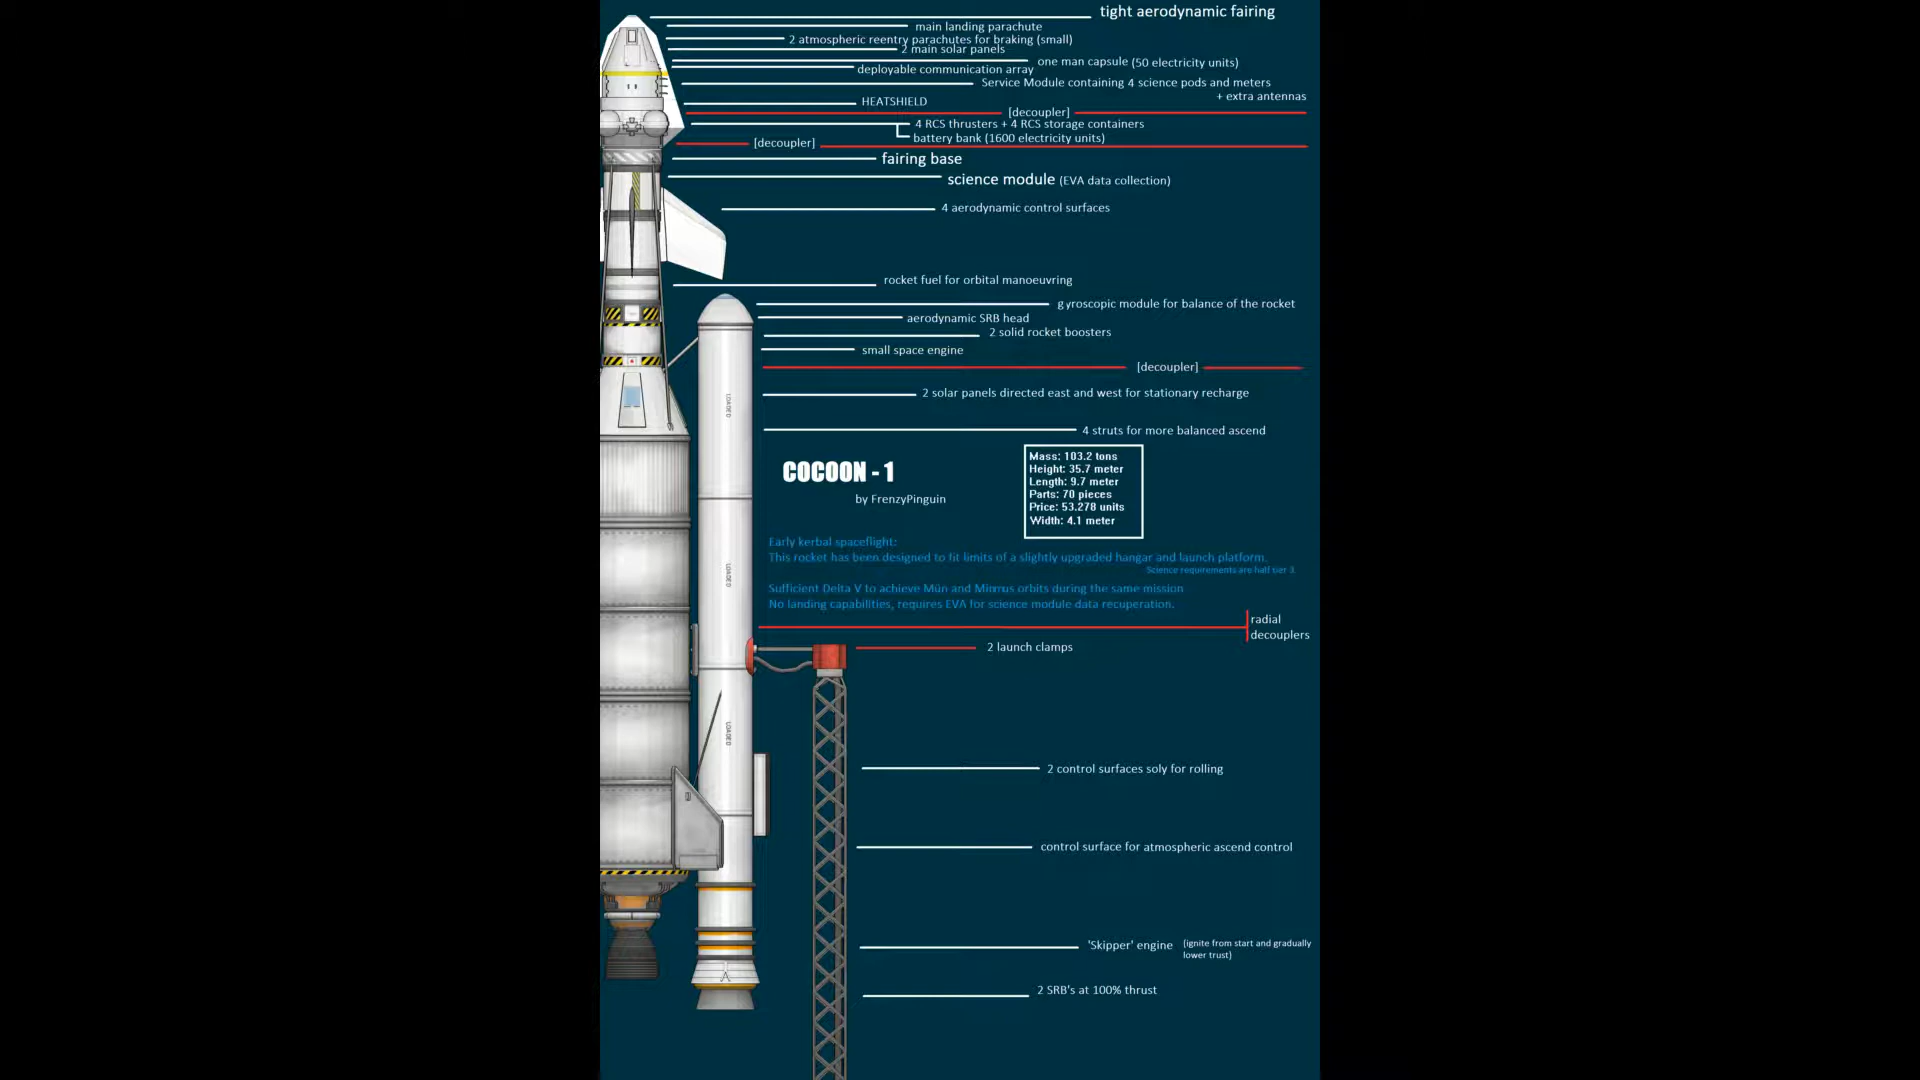 tight aerodynamic fairing
main landing parachute
2 atmospheric reentry parachutes for braking (small)
2 main solar panels
one man capsule (50 electricity units)
deployable communication array
Service Module containing 4 science pods and meters
+ extra antennas
HEATSHIELD
[decoupler]
4 RCS thrusters + 4 RCS storage containers
battery bank (1600 electricity units)
[decoupler]
fairing base
science module (EVA data collection)
4 aerodynamic control surfaces
rocket fuel for orbital manoeuvring
gyroscopic module for balance of the rocket
aerodynamic SRB head
2 solid rocket boosters
small space engine
[decoupler]
2 solar panels directed east and west for stationary recharge
LOADED
4 struts for more balanced ascend
COCOON - 1
by FrenzyPinguin
Mass: 103.2 tons
Height: 35.7 meter
Length: 9.7 meter
Parts: 70 pieces
Price: 53.278 units
Width: 4.1 meter
Early kerbal spaceflight:
This rocket has been designed to fit limits of a slightly upgraded hangar and launch platform.
Science requirements are half tier 3.
LOADED
Sufficient Delta V to achieve Mün and Minmus orbits during the same mission
No landing capabilities, requires EVA for science module data recuperation.
radial
decouplers
2 launch clamps
LOADED
2 control surfaces soly for rolling
control surface for atmospheric ascend control
'Skipper' engine (ignite from start and gradually
lower trust)
2 SRB's at 100% thrust